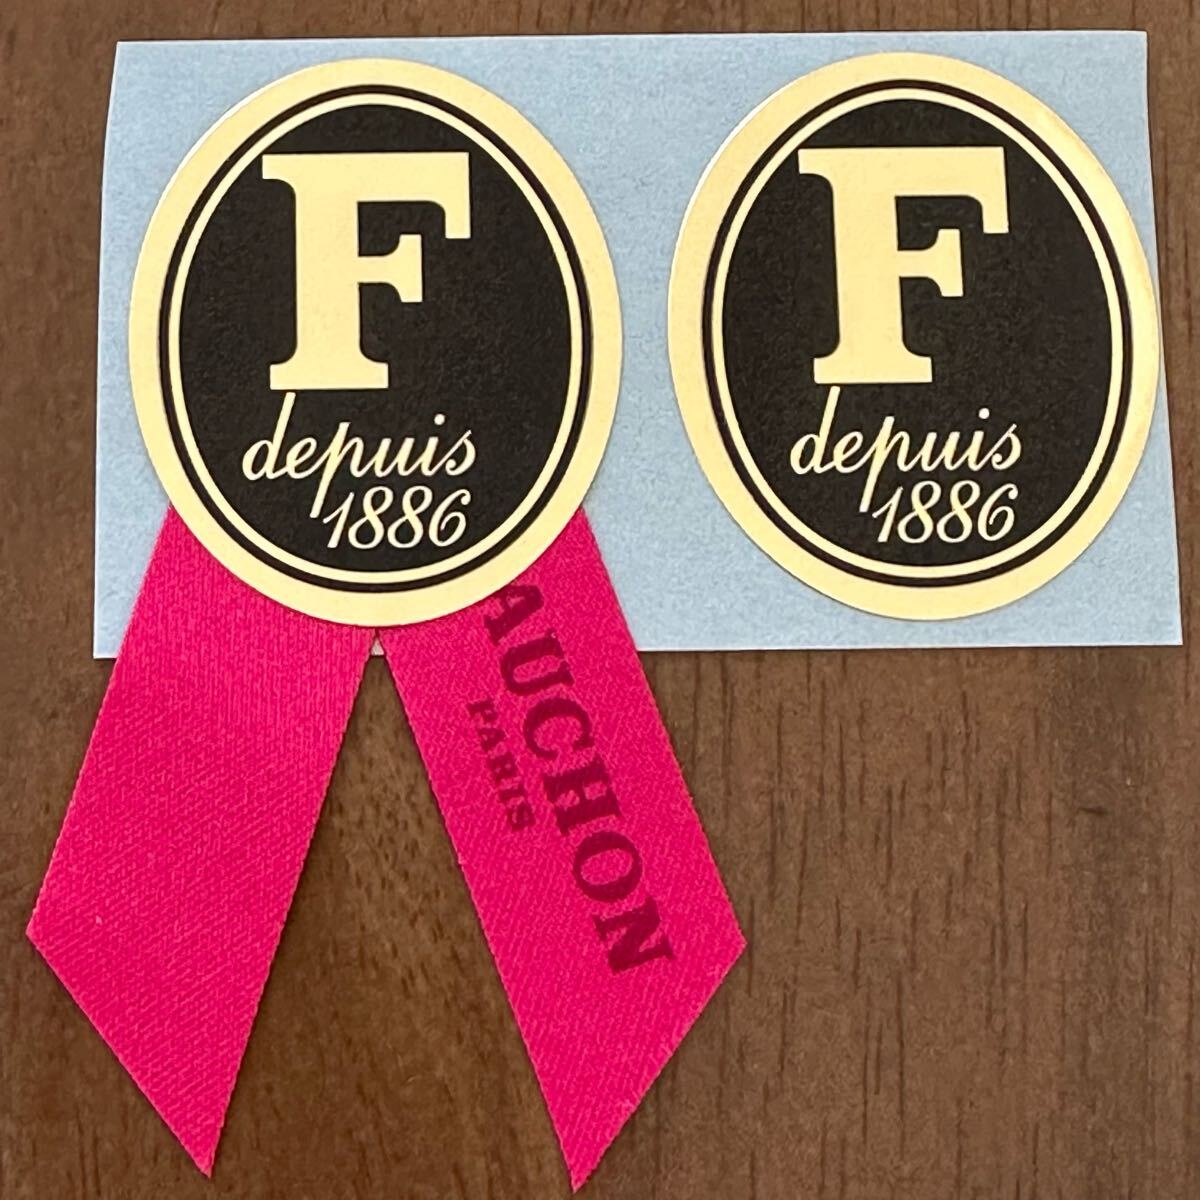 F
depuis
1886
F
depuis
1886
AUCHON
PARIS